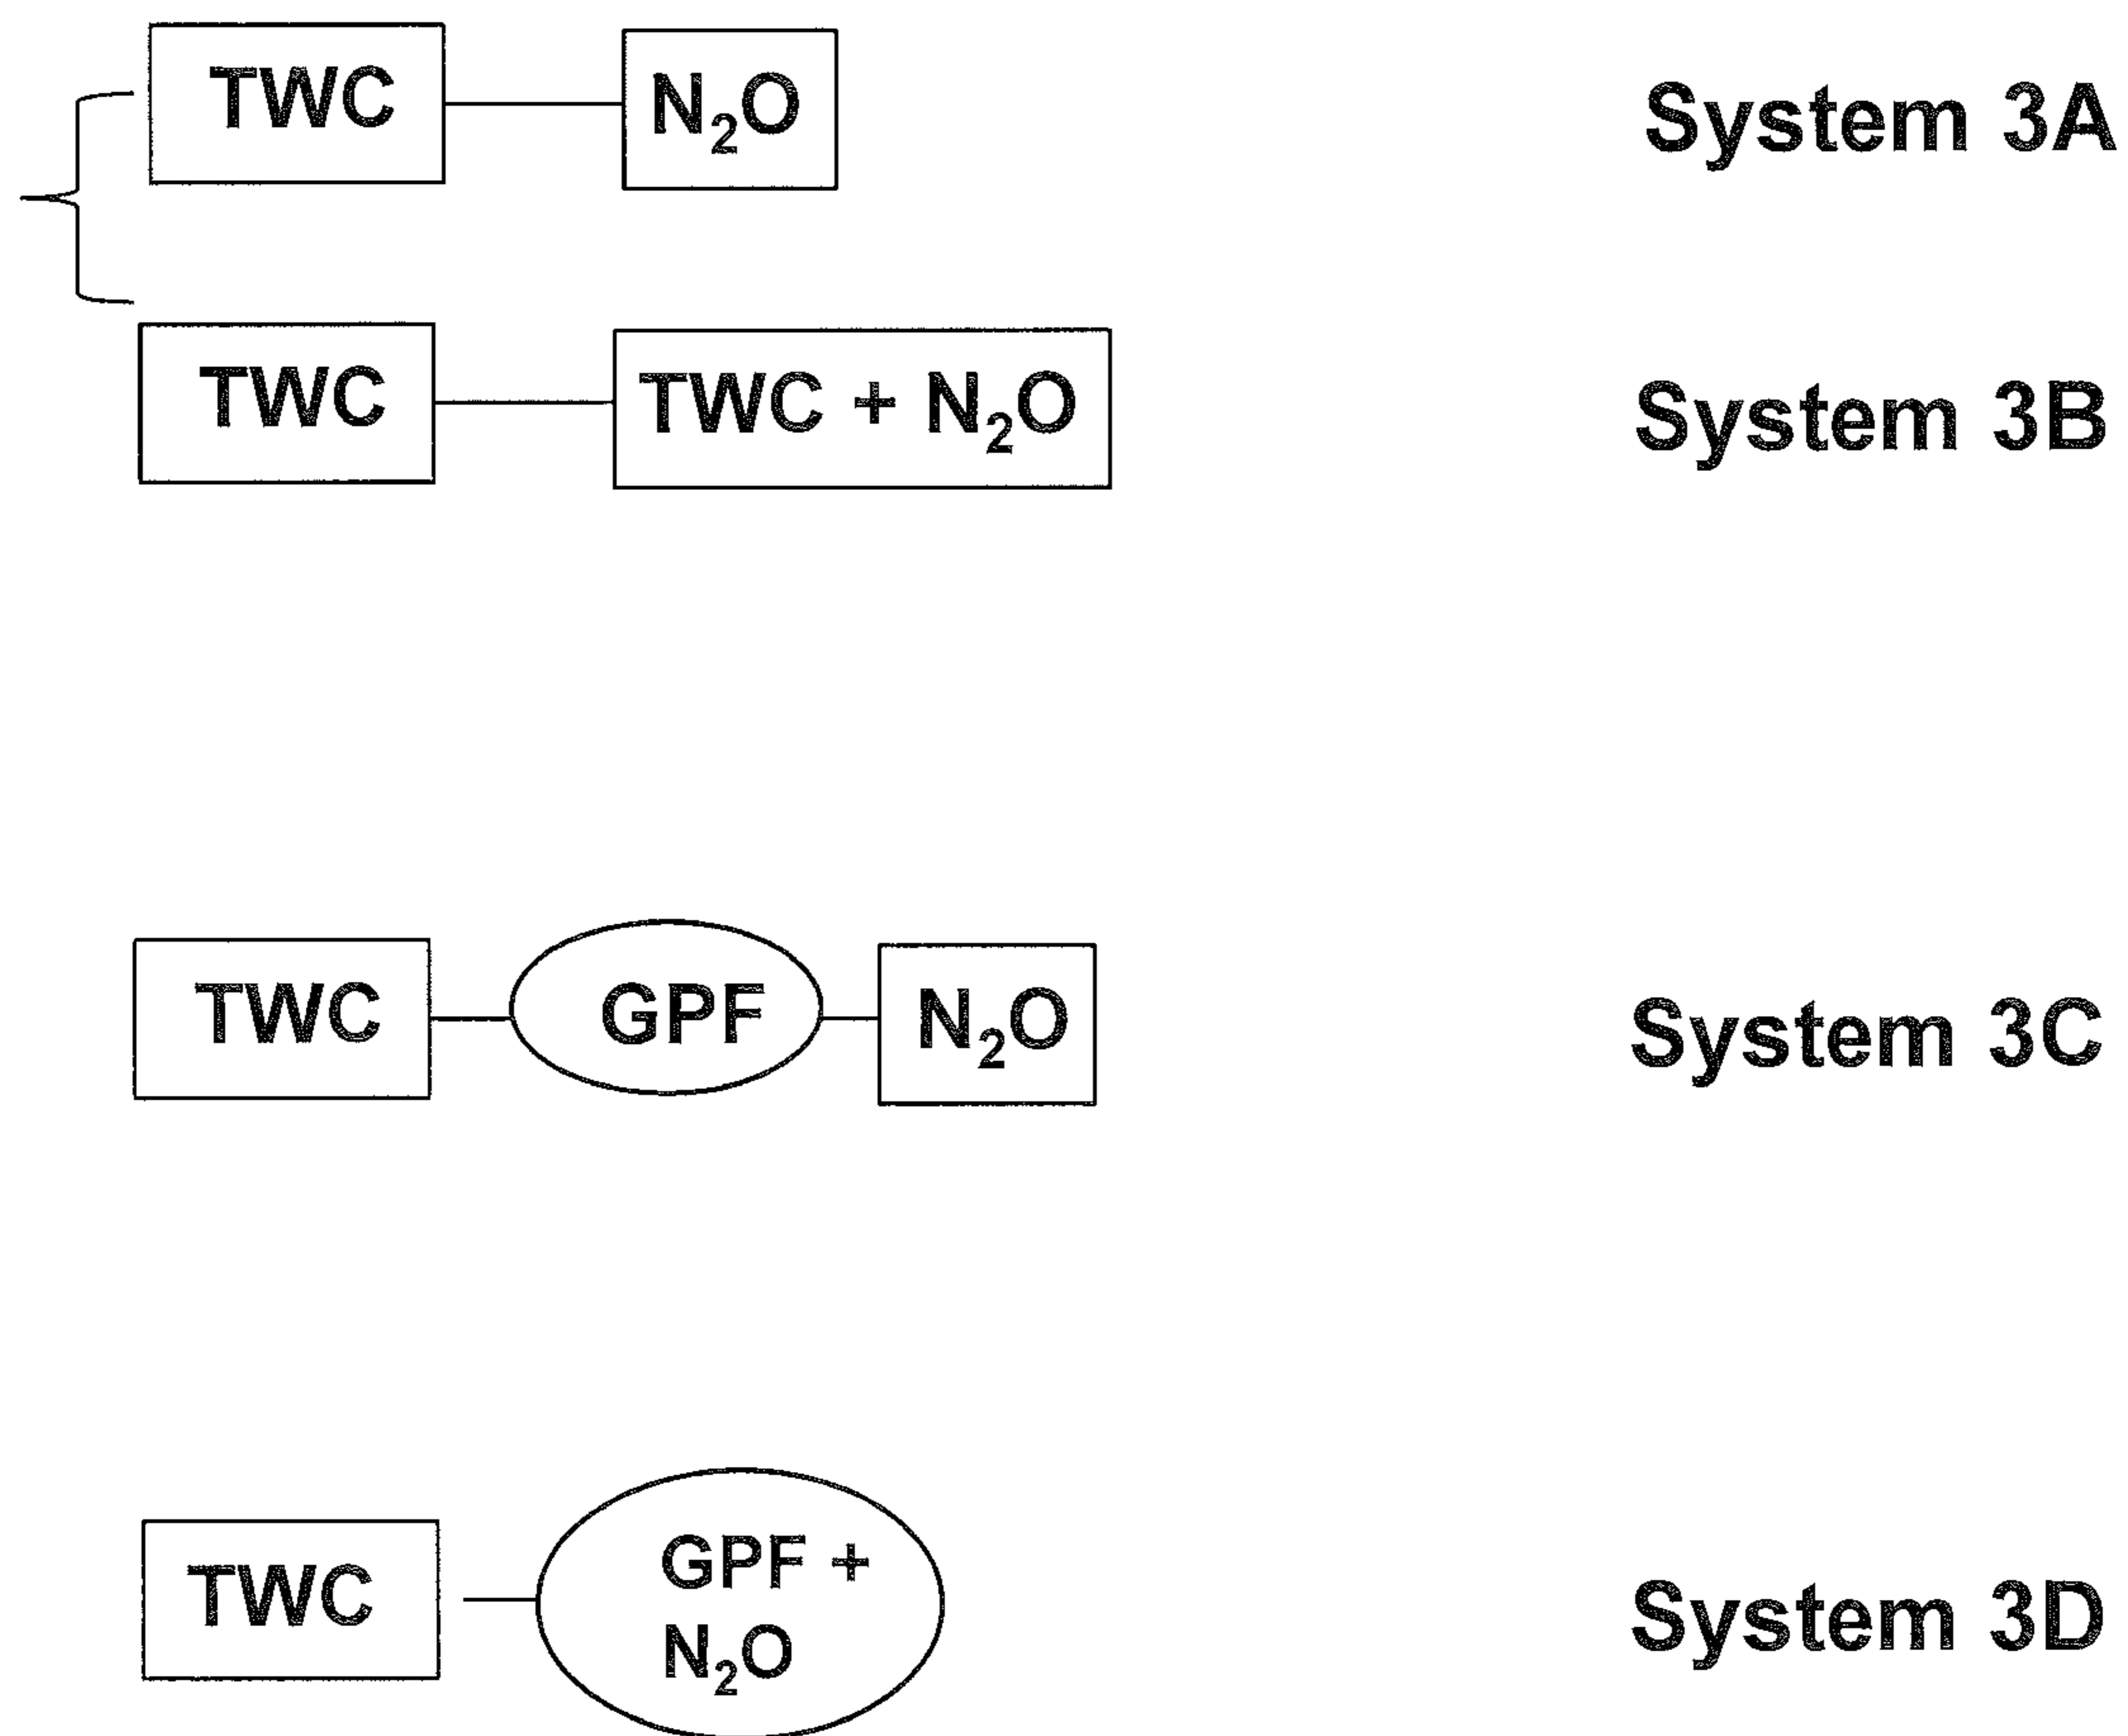 TWC N₂O System 3A
TWC TWC + N₂O System 3B
TWC GPF N₂O System 3C
TWC GPF + N₂O System 3D